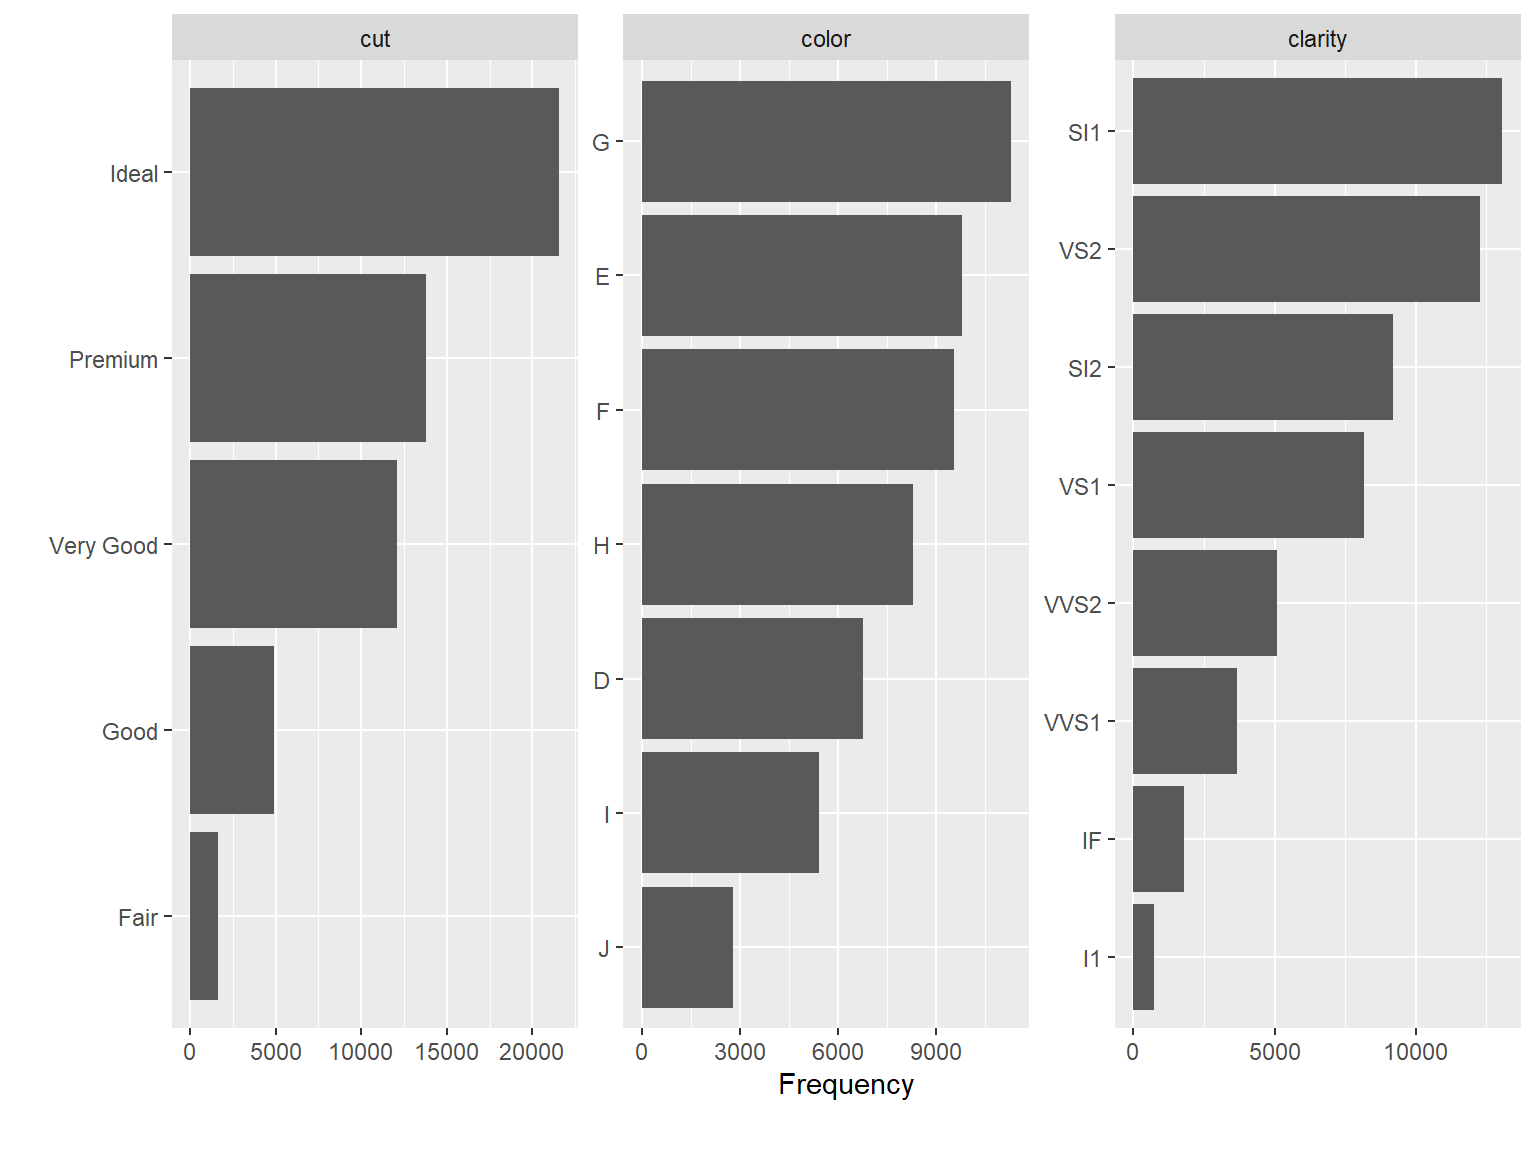 cut
Ideal
Premium
Very Good
Good
Fair
0 5000 10000 15000 20000
color
G
E
F
H
D
I
J
0 3000 6000 9000
Frequency
clarity
SI1
VS2
SI2
VS1
VVS2
VVS1
IF
I1
0 5000 10000